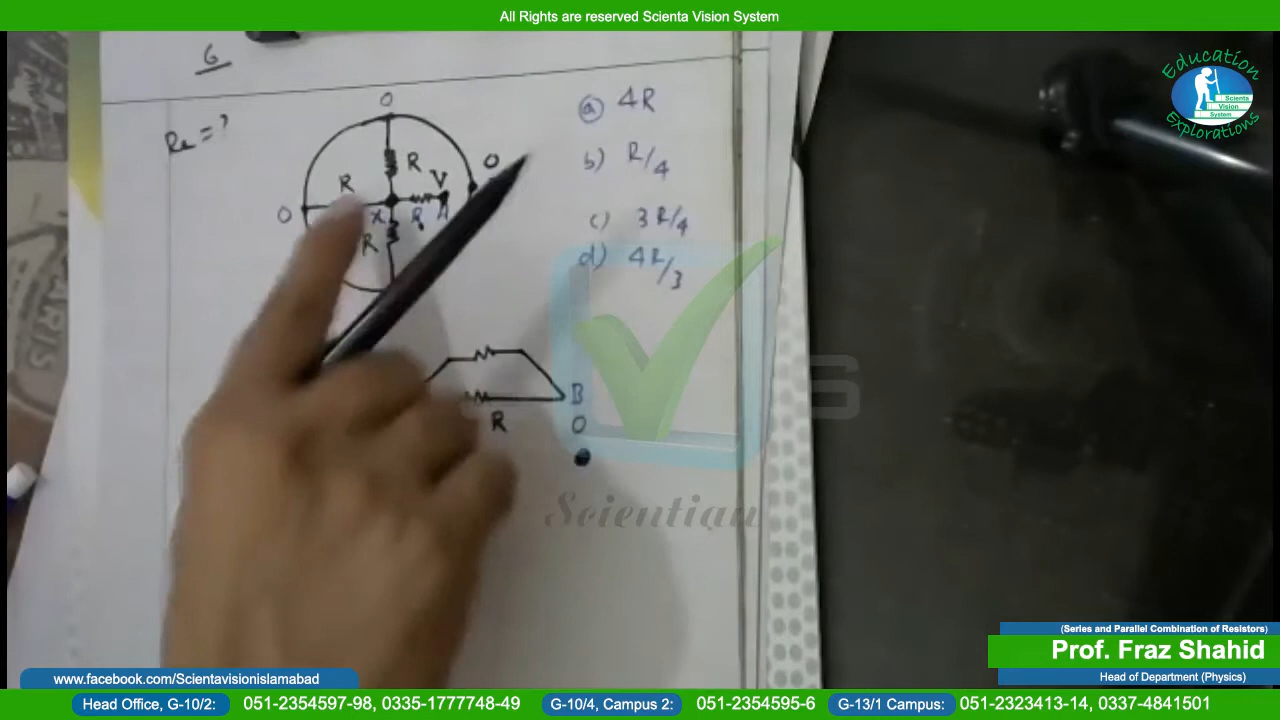 All Rights are reserved Scienta Vision System
Education
Scienta
Vision
System
Explorations
6
Re = ?
O
R
O
R
V
O
X
R
A
R
a) 4R
b) R/4
c) 3R/4
d) 4R/3
B
R
O
S
Scientian
(Series and Parallel Combination of Resistors)
Prof. Fraz Shahid
Head of Department (Physics)
www.facebook.com/Scientavisionislamabad
Head Office, G-10/2: 051-2354597-98, 0335-1777748-49 G-10/4, Campus 2: 051-2354595-6 G-13/1 Campus: 051-2323413-14, 0337-4841501